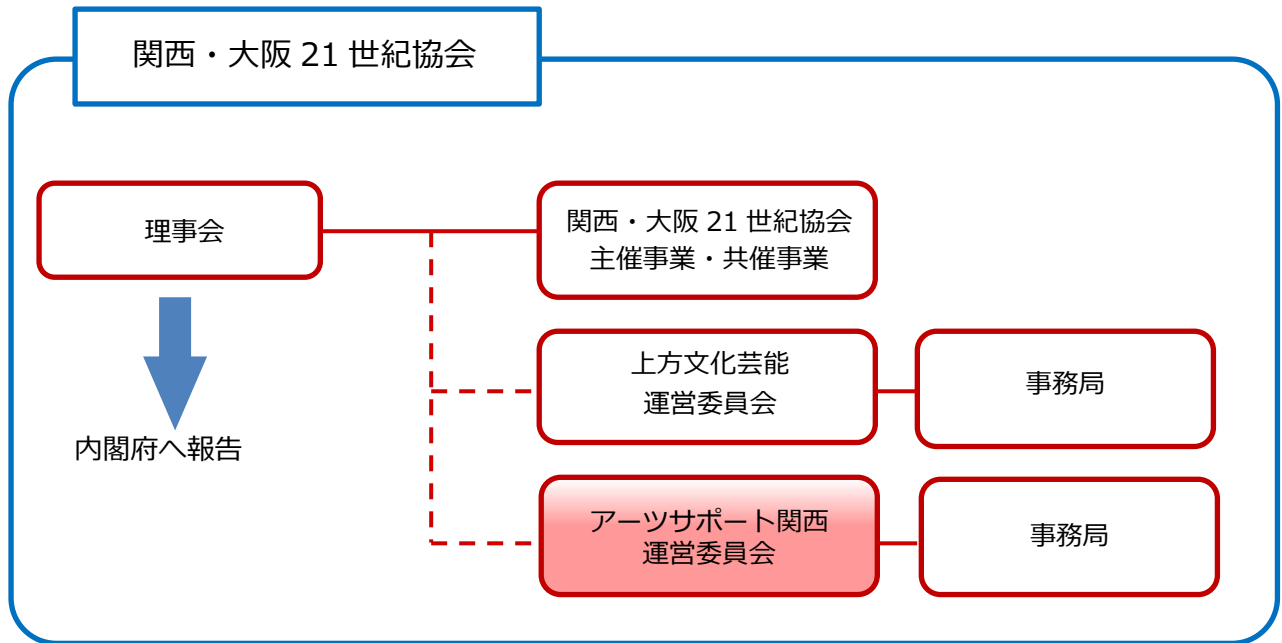 関西・大阪 21 世紀協会
理事会
関西・大阪 21 世紀協会
主催事業・共催事業
上方文化芸能
運営委員会
事務局
内閣府へ報告
アーツサポート関西
運営委員会
事務局